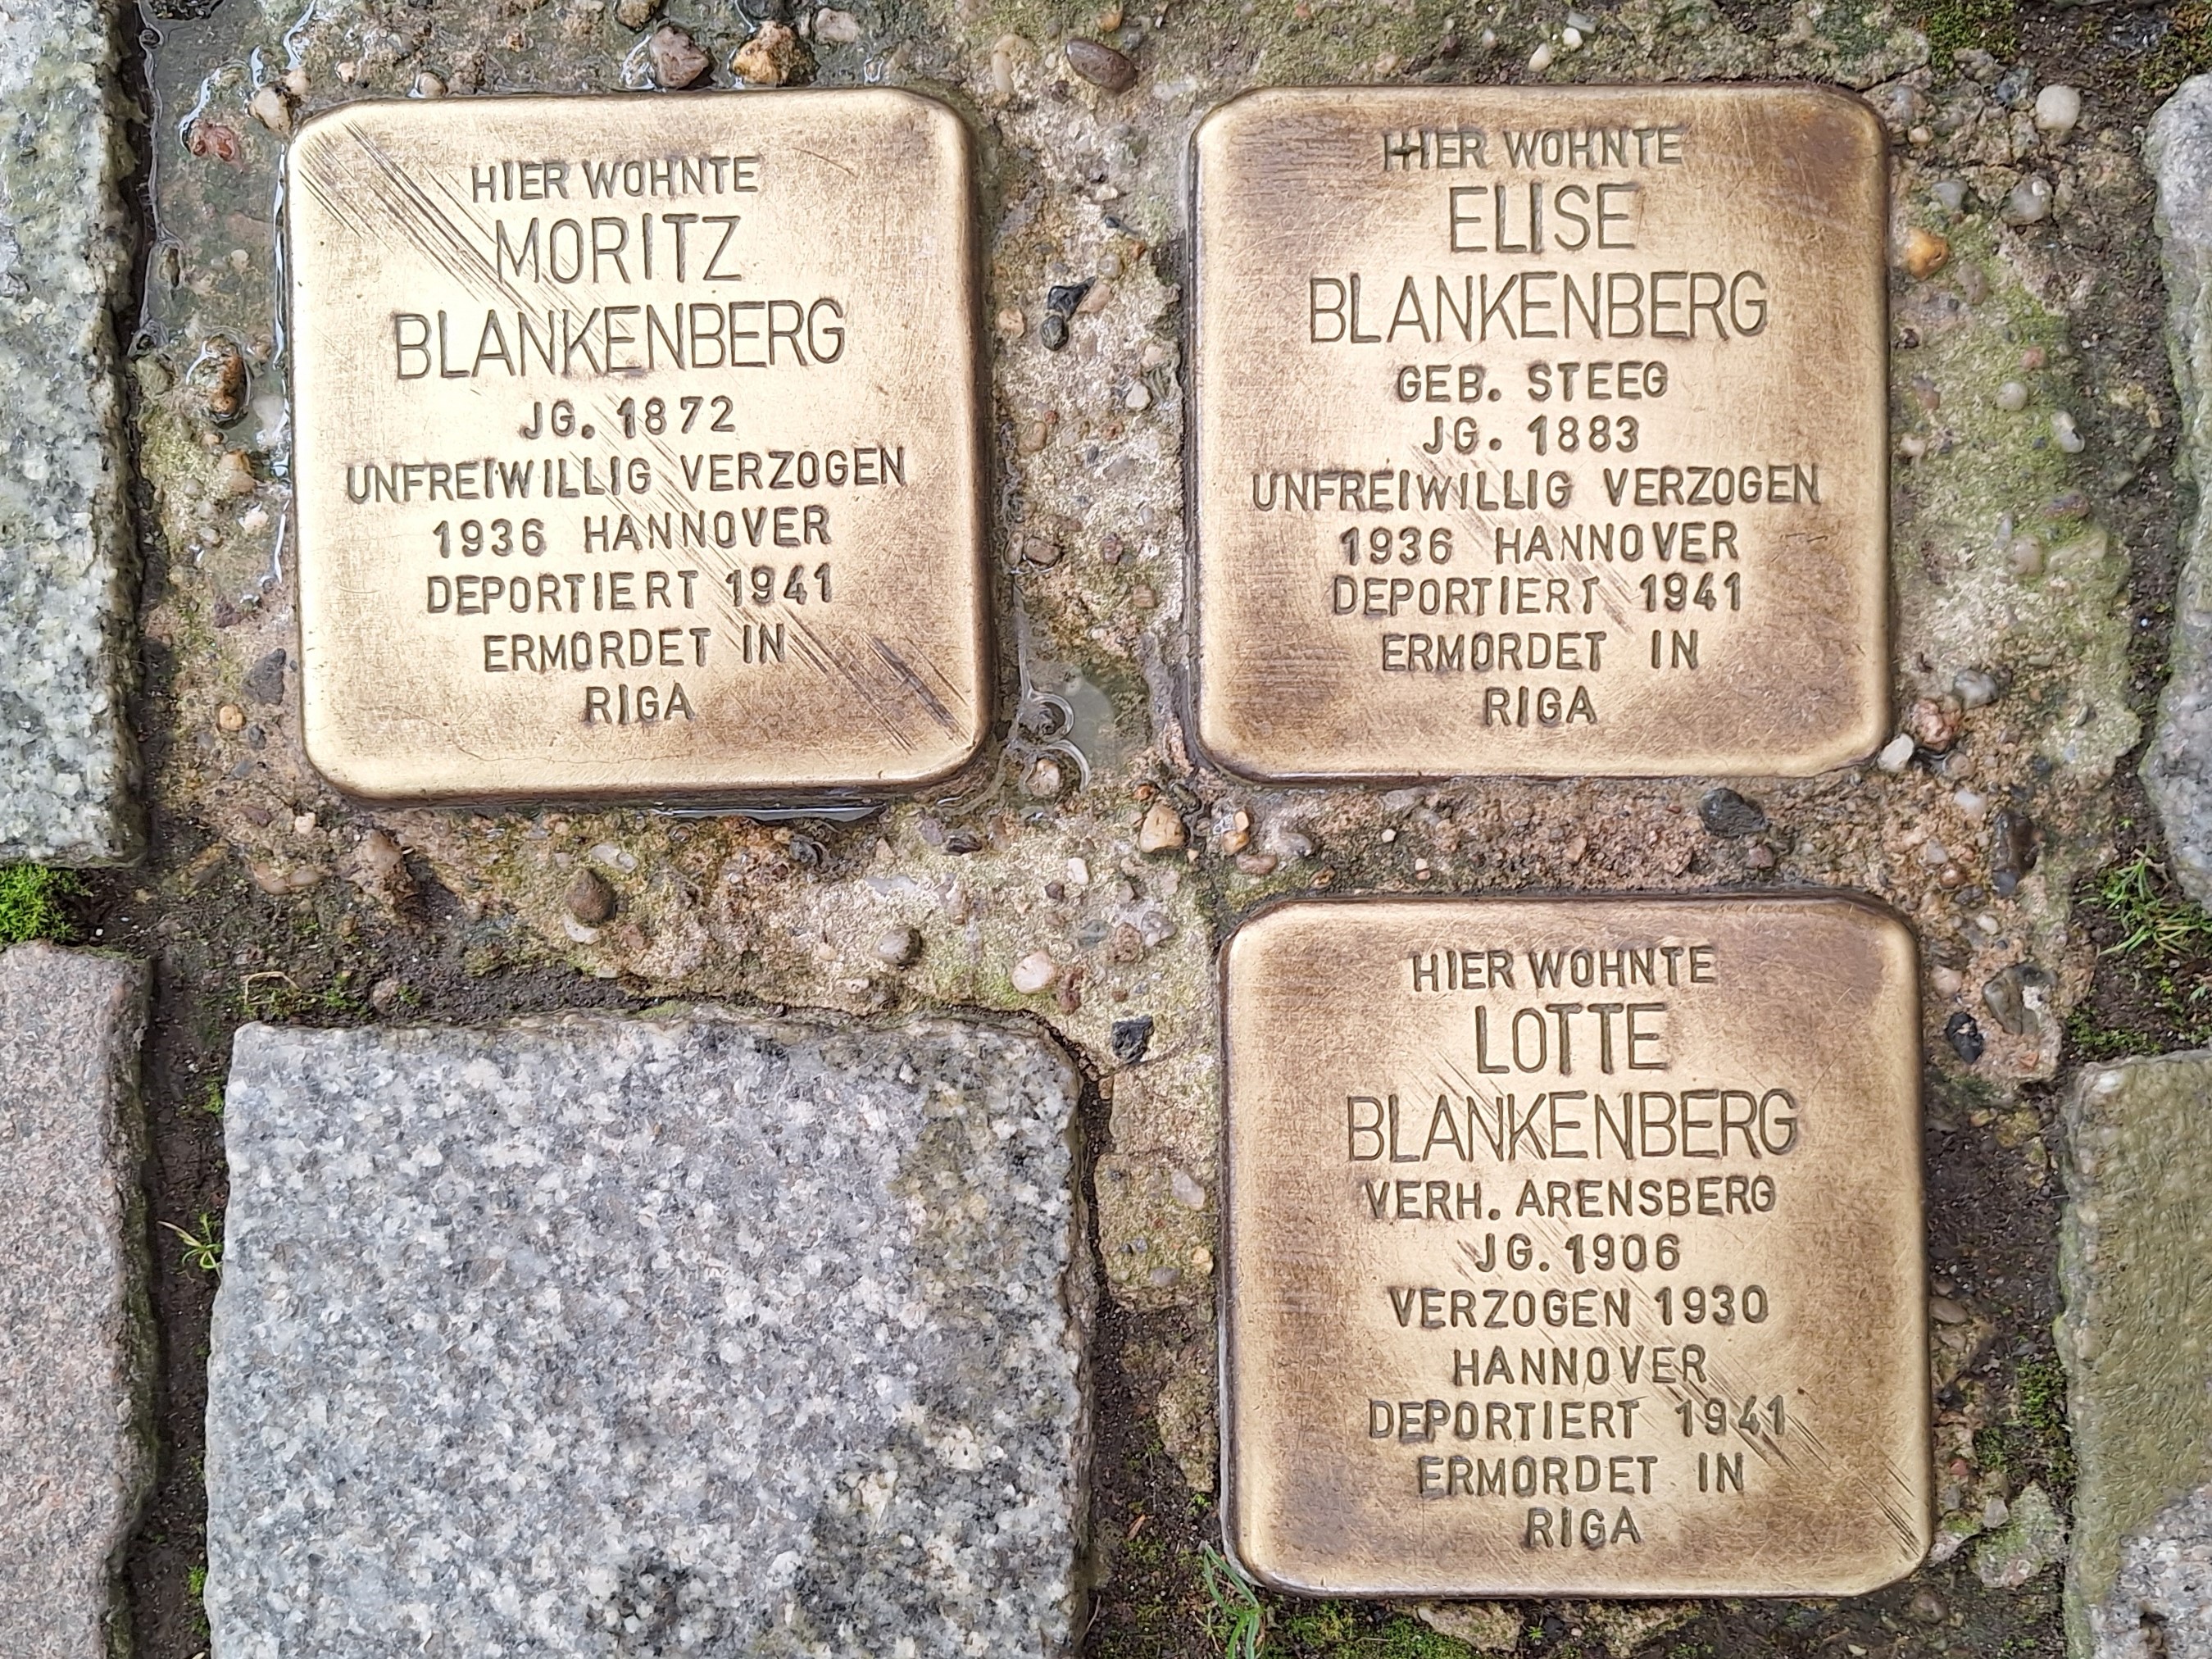 HIER WOHNTE
MORITZ
BLANKENBERG
JG. 1872
UNFREIWILLIG VERZOGEN
1936 HANNOVER
DEPORTIERT 1941
ERMORDET IN
RIGA
HIER WOHNTE
ELISE
BLANKENBERG
GEB. STEEG
JG. 1883
UNFREIWILLIG VERZOGEN
1936 HANNOVER
DEPORTIERT 1941
ERMORDET IN
RIGA
HIER WOHNTE
LOTTE
BLANKENBERG
VERH. ARENSBERG
JG. 1906
VERZOGEN 1930
HANNOVER
DEPORTIERT 1941
ERMORDET IN
RIGA